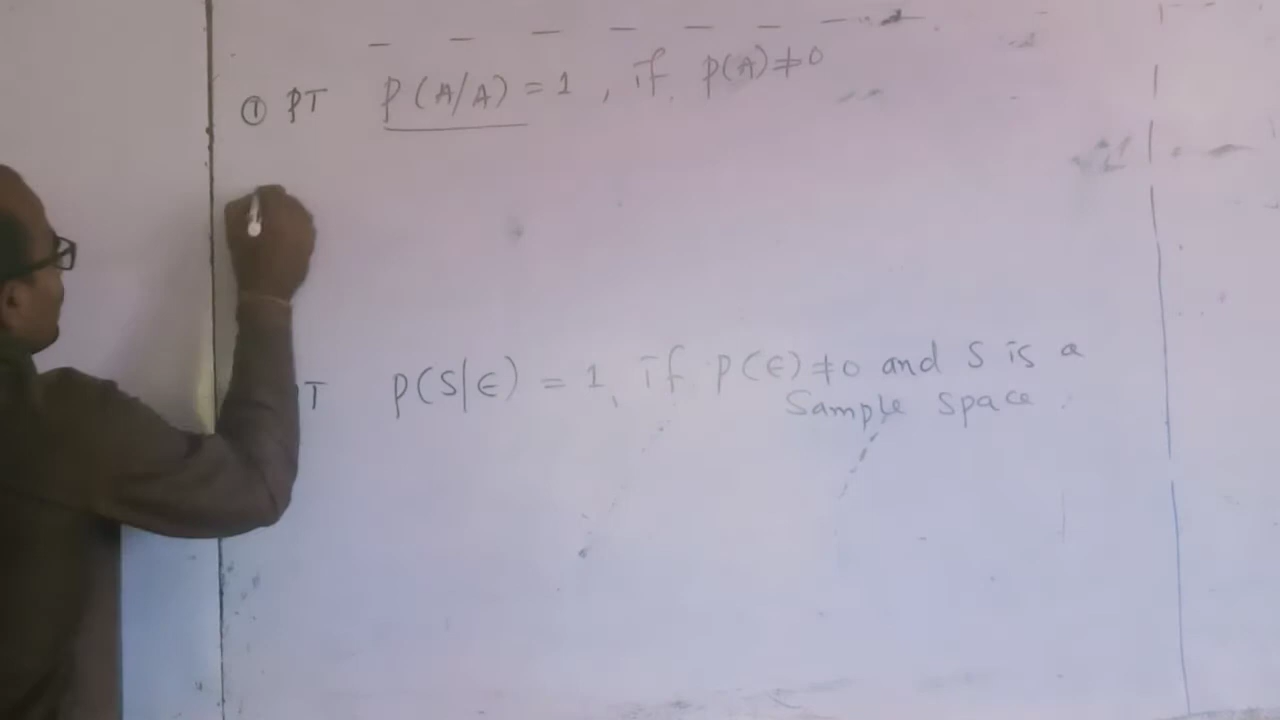 ① PT P(A/A) = 1, if P(A)≠0
T P(S/E) = 1, if P(E)≠0 and S is a
Sample space.